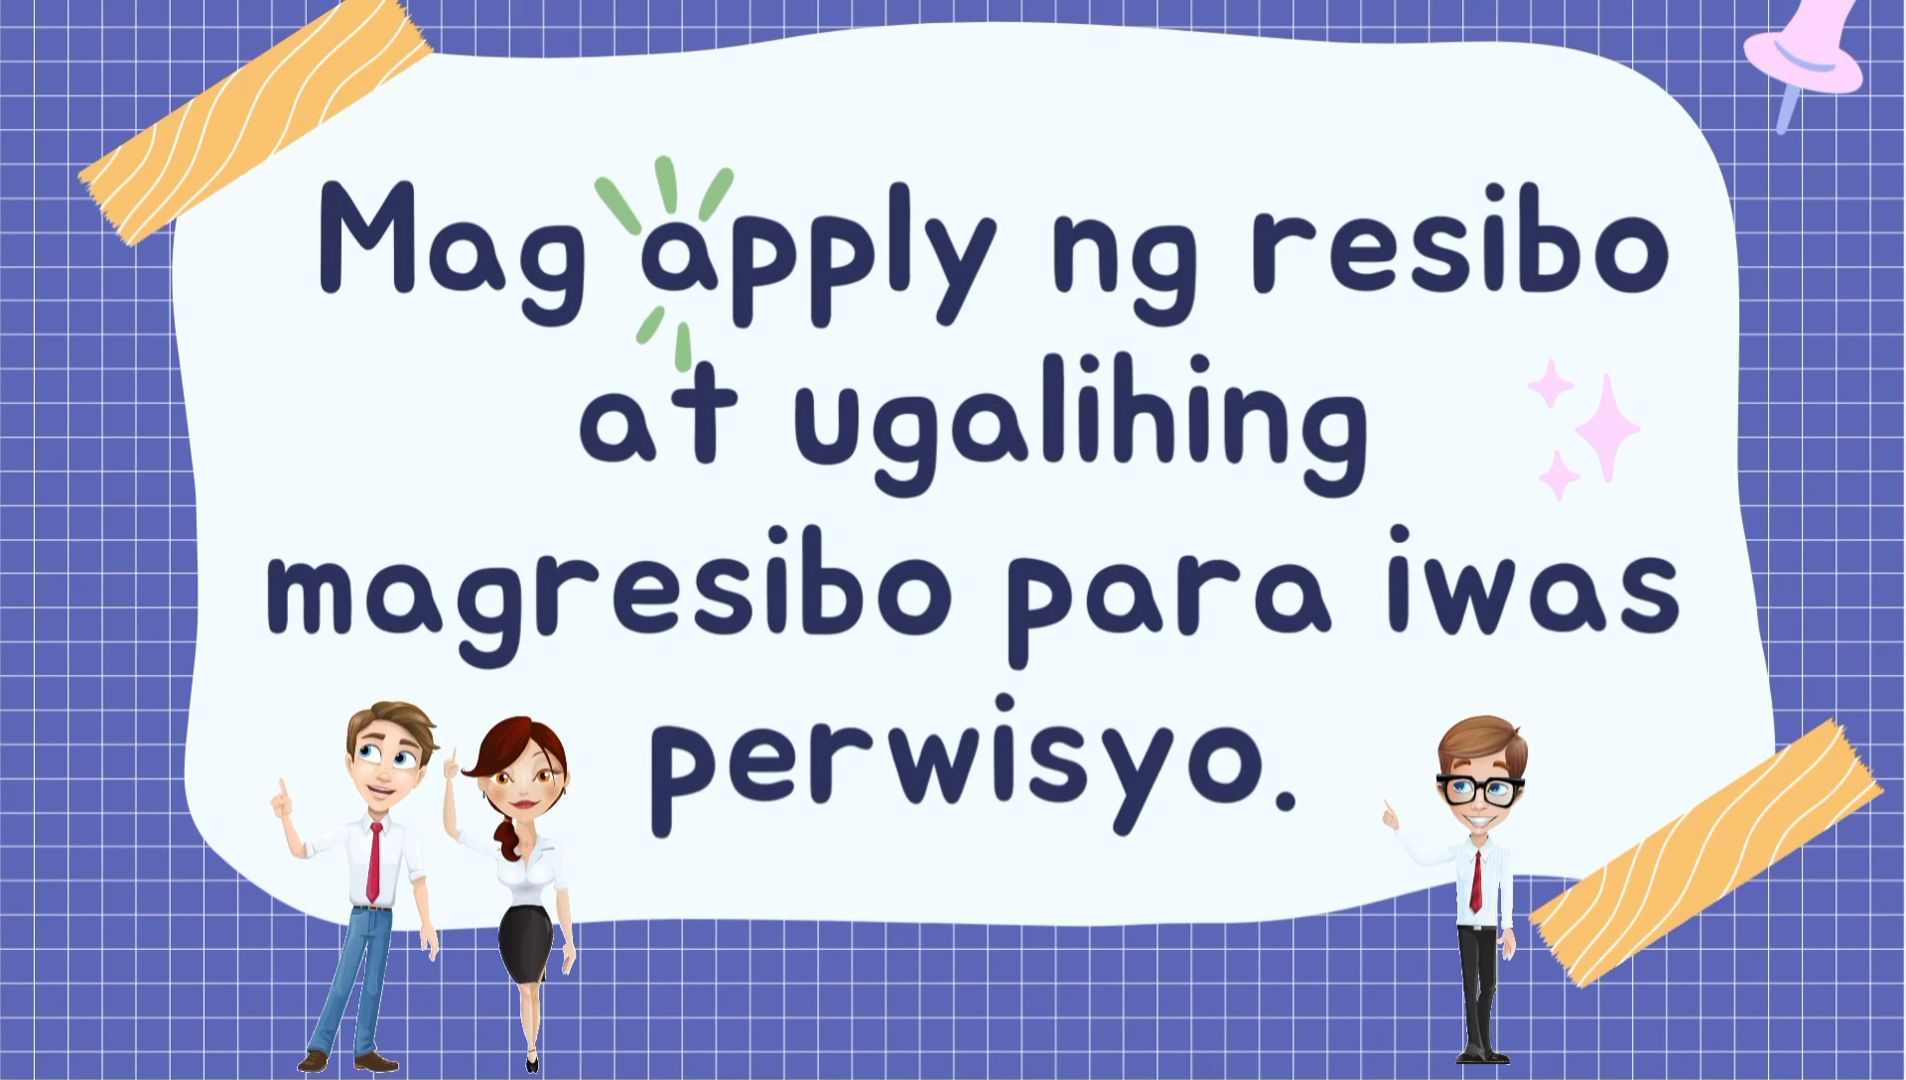 Mag apply ng resibo
at ugalihing
magresibo para iwas
perwisyo.